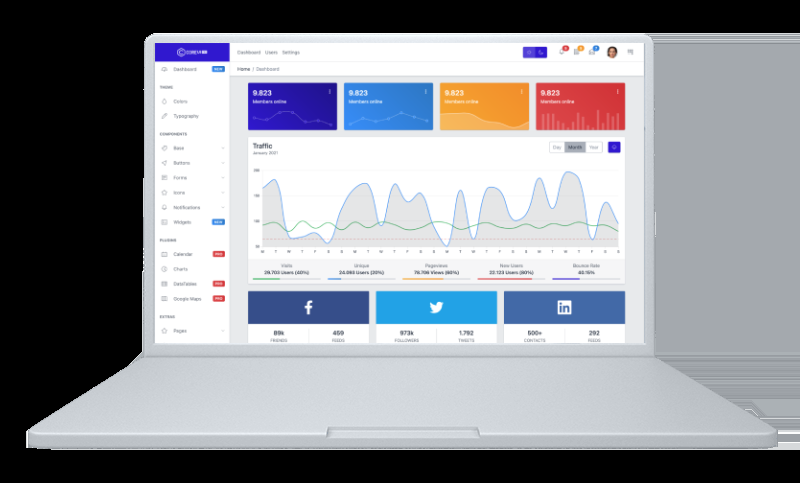 COREUI
Dashboard Users Settings
Home / Dashboard
Dashboard NEW
THEME
Colors
Typography
COMPONENTS
Base
Buttons
Forms
Icons
Notifications
Widgets NEW
PLUGINS
Calendar PRO
Charts
DataTables PRO
Google Maps PRO
EXTRAS
Pages
9.823 9.823 9.823 9.823
Members online Members online Members online Members online
Traffic
January 2021
Day Month Year
M T W T F S S M T W T F S S M T W T F S S M T W T F S S
Visits Unique Pageviews New Users Bounce Rate
29.703 Users (40%) 24.093 Users (20%) 78.706 Views (60%) 22.123 Users (80%) 40.15%
89k 459 973k 1.792 500+ 292
FRIENDS FEEDS FOLLOWERS TWEETS CONTACTS FEEDS